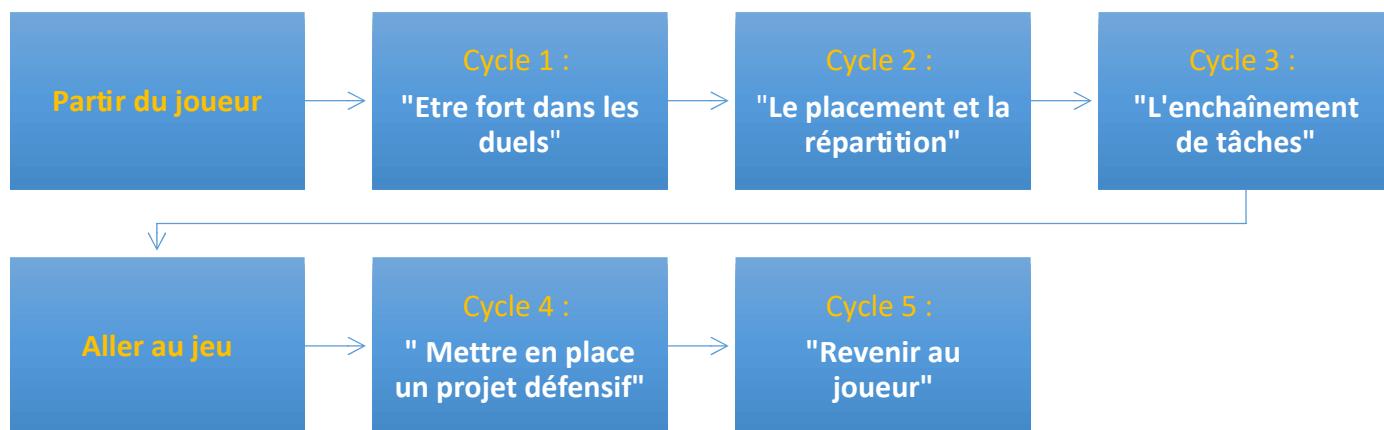 Partir du joueur
Cycle 1 :
"Etre fort dans les
duels"
Cycle 2 :
"Le placement et la
répartition"
Cycle 3 :
"L'enchaînement
de tâches"
Aller au jeu
Cycle 4 :
" Mettre en place
un projet défensif"
Cycle 5 :
"Revenir au
joueur"